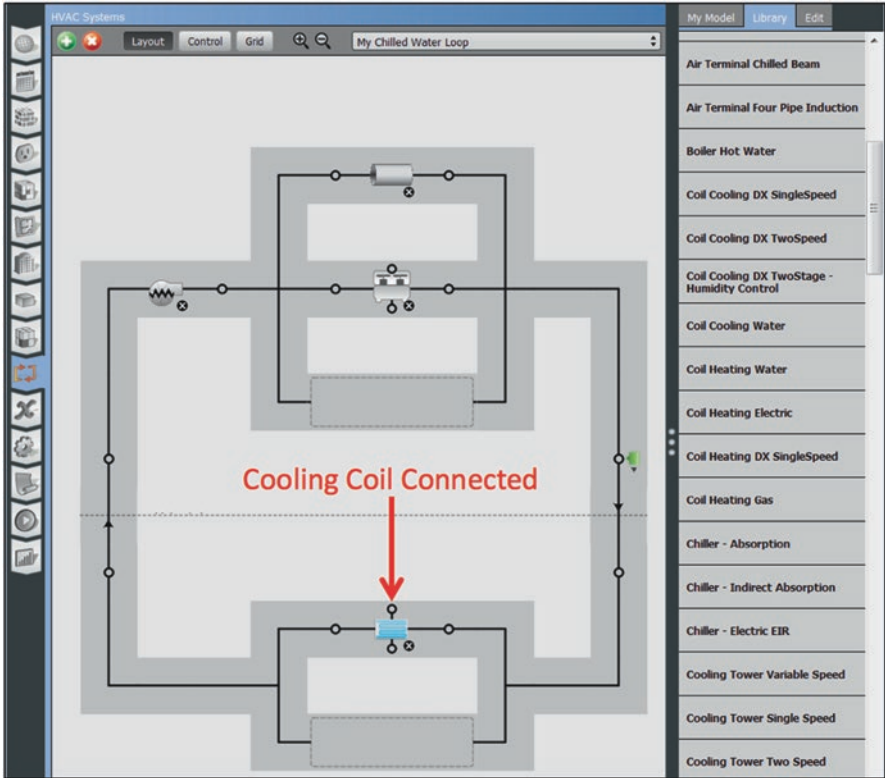 HVAC Systems
Layout
Control
Grid
My Chilled Water Loop
My Model
Library
Edit
Air Terminal Chilled Beam
Air Terminal Four Pipe Induction
Boiler Hot Water
Coil Cooling DX SingleSpeed
Coil Cooling DX TwoSpeed
Coil Cooling DX TwoStage -
Humidity Control
Coil Cooling Water
Coil Heating Water
Coil Heating Electric
Coil Heating DX SingleSpeed
Coil Heating Gas
Chiller - Absorption
Chiller - Indirect Absorption
Chiller - Electric EIR
Cooling Tower Variable Speed
Cooling Tower Single Speed
Cooling Tower Two Speed
Cooling Coil Connected